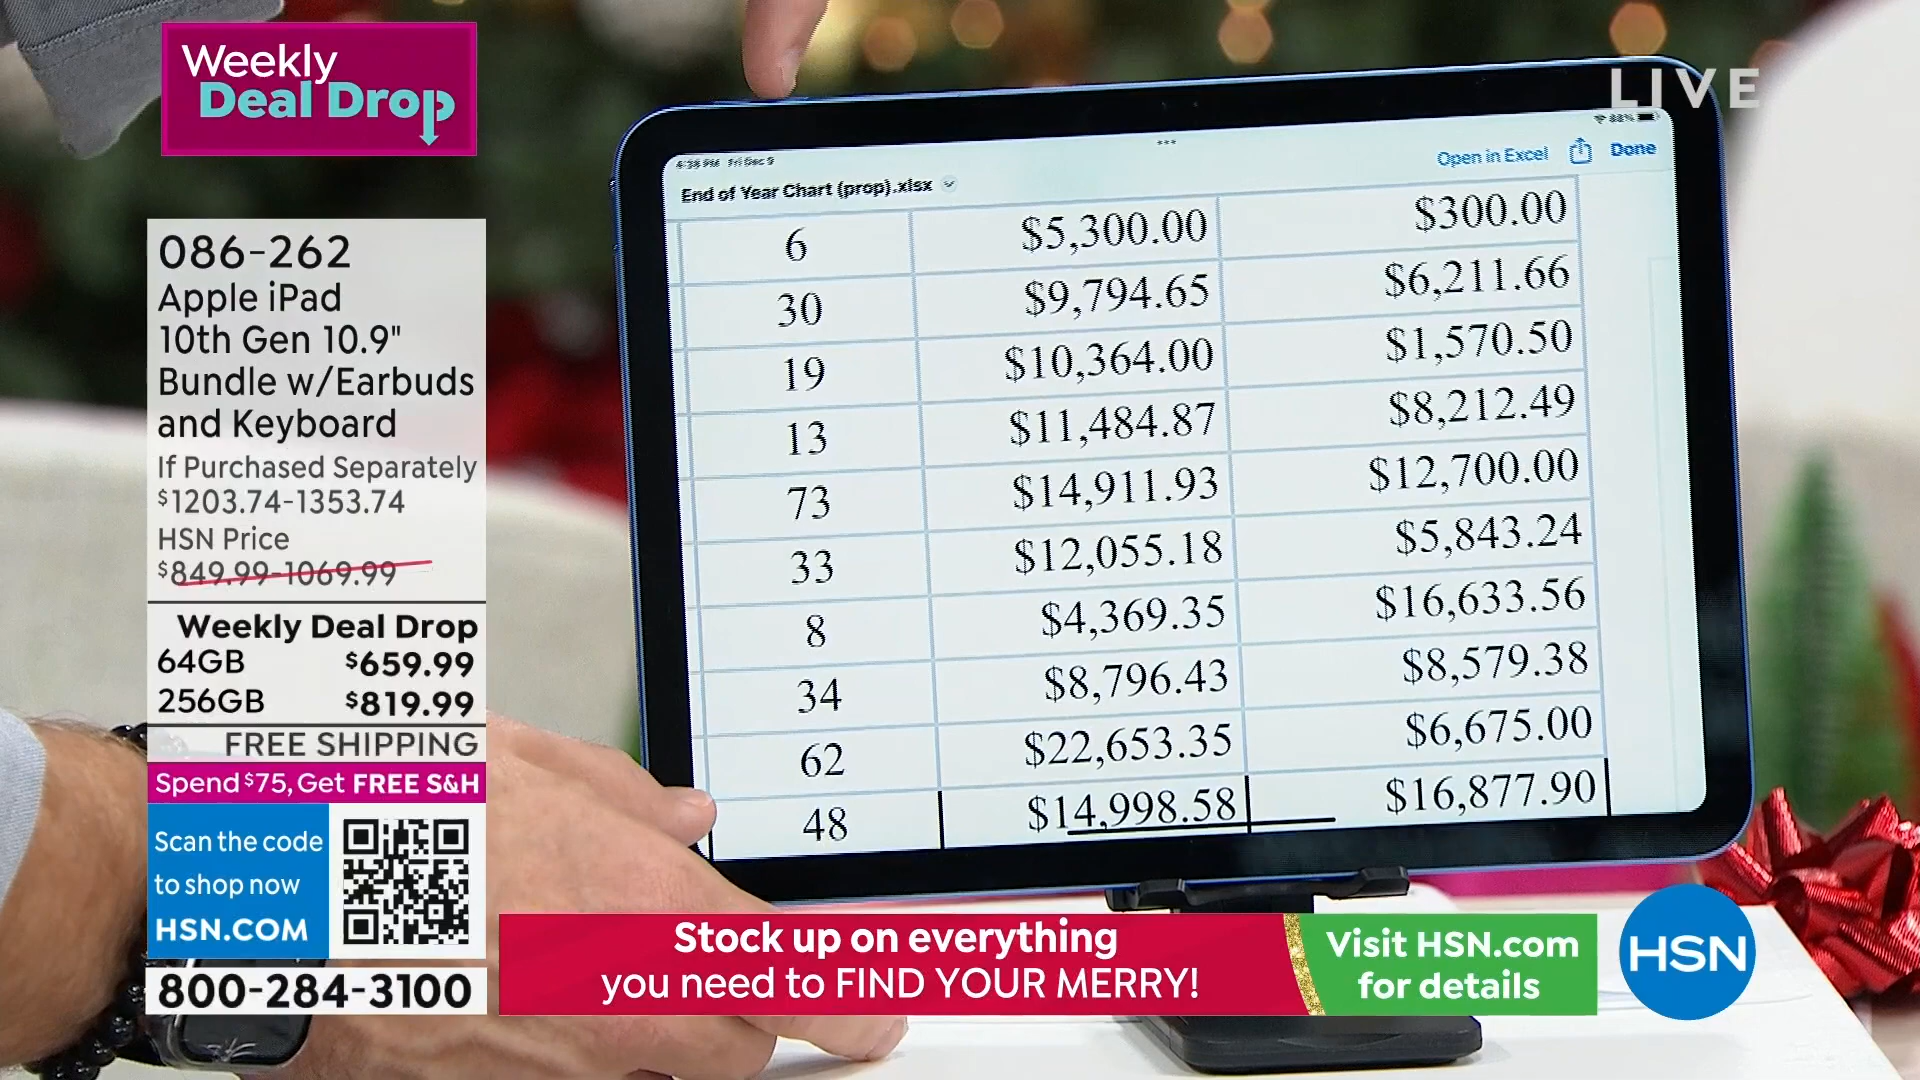 Weekly
Deal Drop
LIVE
086-262
Apple iPad
10th Gen 10.9"
Bundle w/Earbuds
and Keyboard
If Purchased Separately
$1203.74-1353.74
HSN Price
$849.99-1069.99
Weekly Deal Drop
64GB $659.99
256GB $819.99
FREE SHIPPING
Spend $75, Get FREE S&H
Scan the code
to shop now
HSN.COM
800-284-3100
4:38 PM Fri Dec 9
88%
End of Year Chart (prop).xlsx
Open in Excel Done
6 $5,300.00 $300.00
30 $9,794.65 $6,211.66
19 $10,364.00 $1,570.50
13 $11,484.87 $8,212.49
73 $14,911.93 $12,700.00
33 $12,055.18 $5,843.24
8 $4,369.35 $16,633.56
34 $8,796.43 $8,579.38
62 $22,653.35 $6,675.00
48 $14,998.58 $16,877.90
Stock up on everything
you need to FIND YOUR MERRY!
Visit HSN.com
for details
HSN